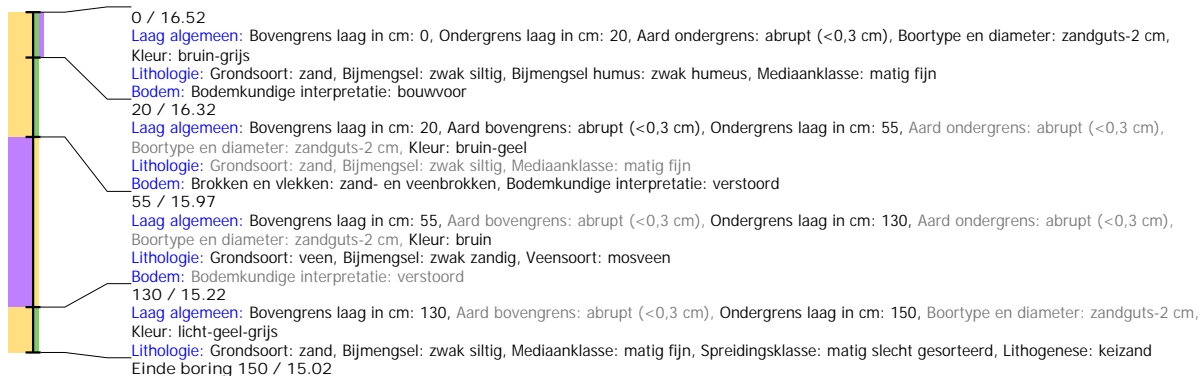 0 / 16.52
Laag algemeen: Bovengrens laag in cm: 0, Ondergrens laag in cm: 20, Aard ondergrens: abrupt (<0,3 cm), Boortype en diameter: zandguts-2 cm,
Kleur: bruin-grijs
Lithologie: Grondsoort: zand, Bijmengsel: zwak siltig, Bijmengsel humus: zwak humeus, Mediaanklasse: matig fijn
Bodem: Bodemkundige interpretatie: bouwvoor
20 / 16.32
Laag algemeen: Bovengrens laag in cm: 20, Aard bovengrens: abrupt (<0,3 cm), Ondergrens laag in cm: 55, Aard ondergrens: abrupt (<0,3 cm),
Boortype en diameter: zandguts-2 cm, Kleur: bruin-geel
Lithologie: Grondsoort: zand, Bijmengsel: zwak siltig, Mediaanklasse: matig fijn
Bodem: Brokken en vlekken: zand- en veenbrokken, Bodemkundige interpretatie: verstoord
55 / 15.97
Laag algemeen: Bovengrens laag in cm: 55, Aard bovengrens: abrupt (<0,3 cm), Ondergrens laag in cm: 130, Aard ondergrens: abrupt (<0,3 cm),
Boortype en diameter: zandguts-2 cm, Kleur: bruin
Lithologie: Grondsoort: veen, Bijmengsel: zwak zandig, Veensoort: mosveen
Bodem: Bodemkundige interpretatie: verstoord
130 / 15.22
Laag algemeen: Bovengrens laag in cm: 130, Aard bovengrens: abrupt (<0,3 cm), Ondergrens laag in cm: 150, Boortype en diameter: zandguts-2 cm,
Kleur: licht-geel-grijs
Lithologie: Grondsoort: zand, Bijmengsel: zwak siltig, Mediaanklasse: matig fijn, Spreidingsklasse: matig slecht gesorteerd, Lithogenese: keizand
Einde boring 150 / 15.02